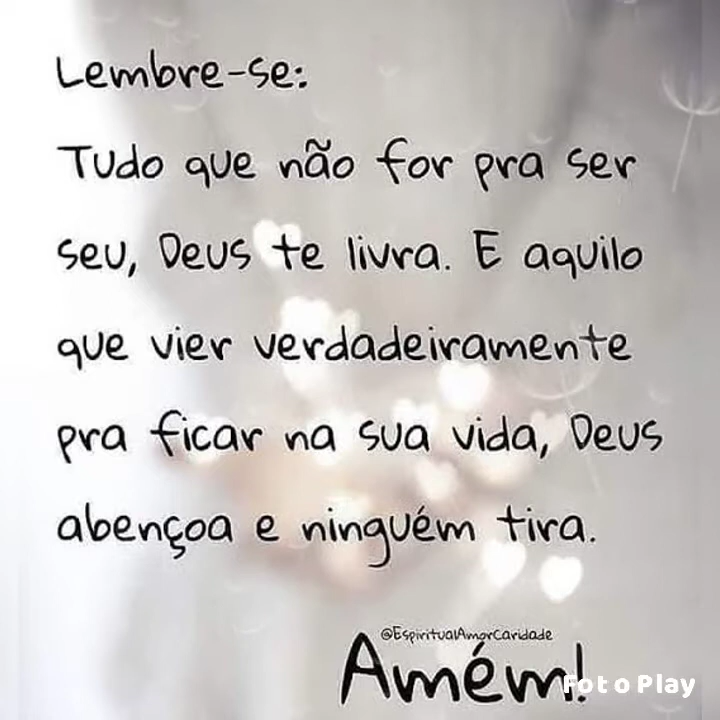 Lembre-se:
Tudo que não for pra ser
seu, Deus te livra. E aquilo
que vier verdadeiramente
pra ficar na sua vida, Deus
abençoa e ninguém tira.
@EspiritualAmorCaridade
Amém!
Foto Play